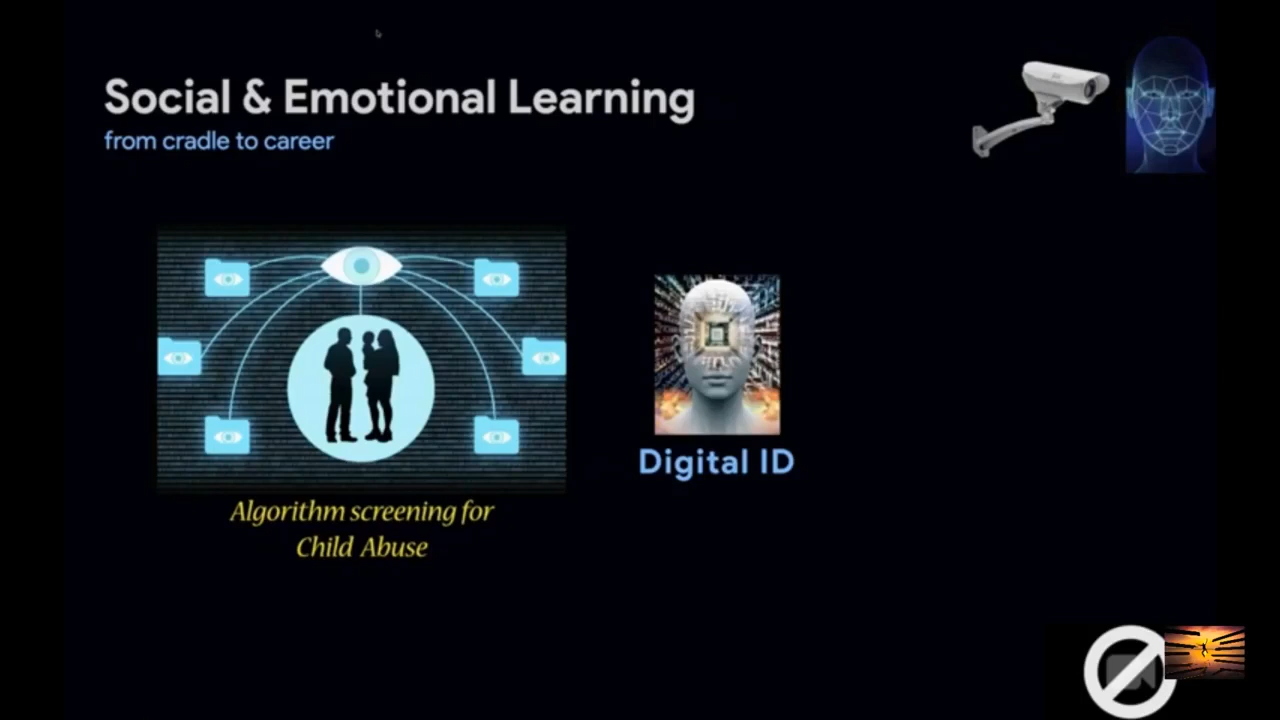 Social & Emotional Learning
from cradle to career
Algorithm screening for
Child Abuse
Digital ID